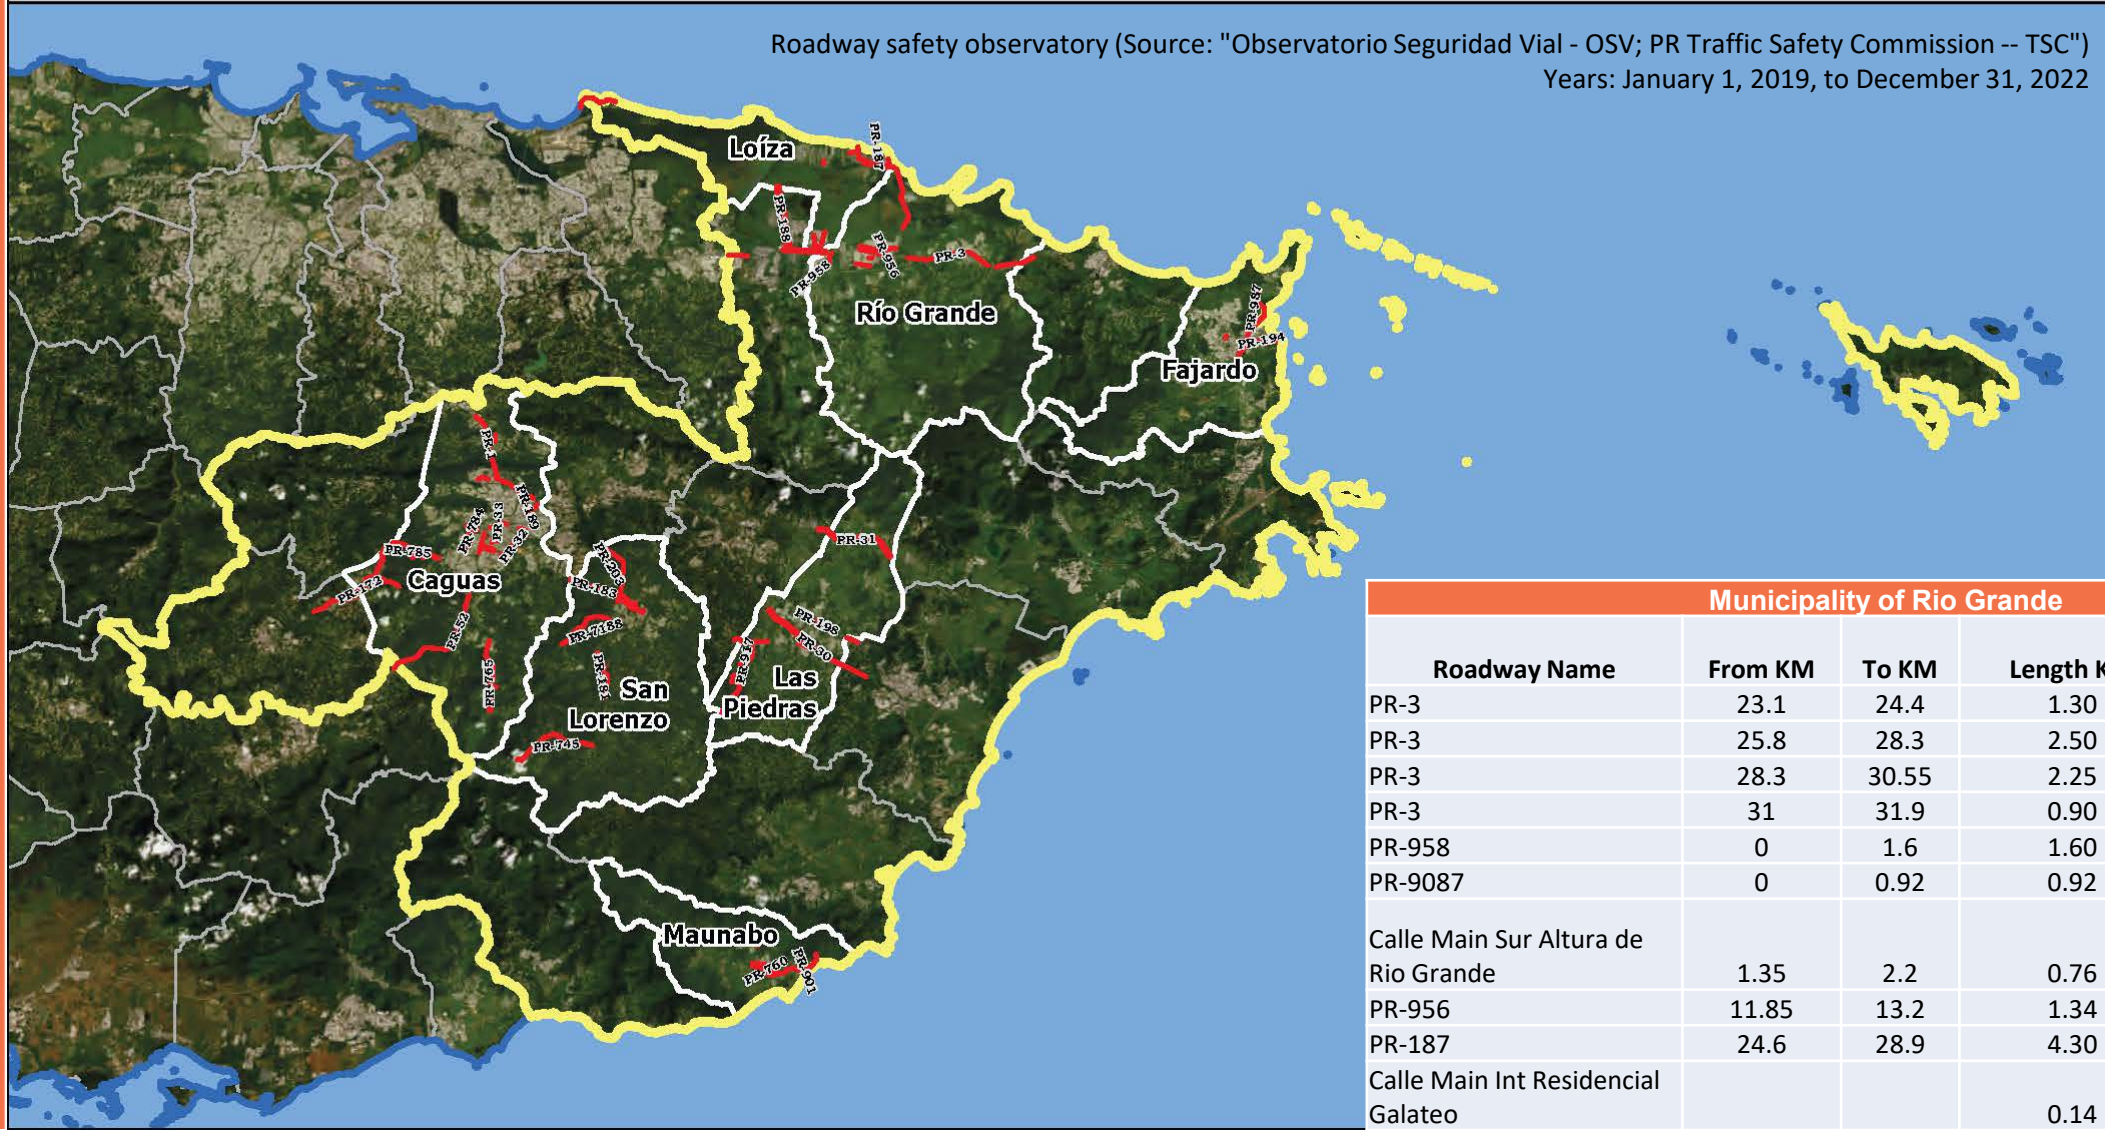 Roadway safety observatory (Source: "Observatorio Seguridad Vial - OSV; PR Traffic Safety Commission -- TSC")
Years: January 1, 2019, to December 31, 2022
PR-187
Loíza
PR-188
PR-956
PR-3
PR-958
Río Grande
PR-987
PR-194
Fajardo
PR-1
PR-189
PR-33
PR-784
PR-32
PR-785
PR-31
Caguas
PR-172
PR-203
PR-183
PR-52
PR-7188
PR-198
PR-30
PR-917
PR-765
PR-181
San
Lorenzo
Las
Piedras
PR-745
Maunabo
PR-760
PR-901
Municipality of Rio Grande
Roadway Name From KM To KM Length K
PR-3 23.1 24.4 1.30
PR-3 25.8 28.3 2.50
PR-3 28.3 30.55 2.25
PR-3 31 31.9 0.90
PR-958 0 1.6 1.60
PR-9087 0 0.92 0.92
Calle Main Sur Altura de
Rio Grande 1.35 2.2 0.76
PR-956 11.85 13.2 1.34
PR-187 24.6 28.9 4.30
Calle Main Int Residencial
Galateo 0.14